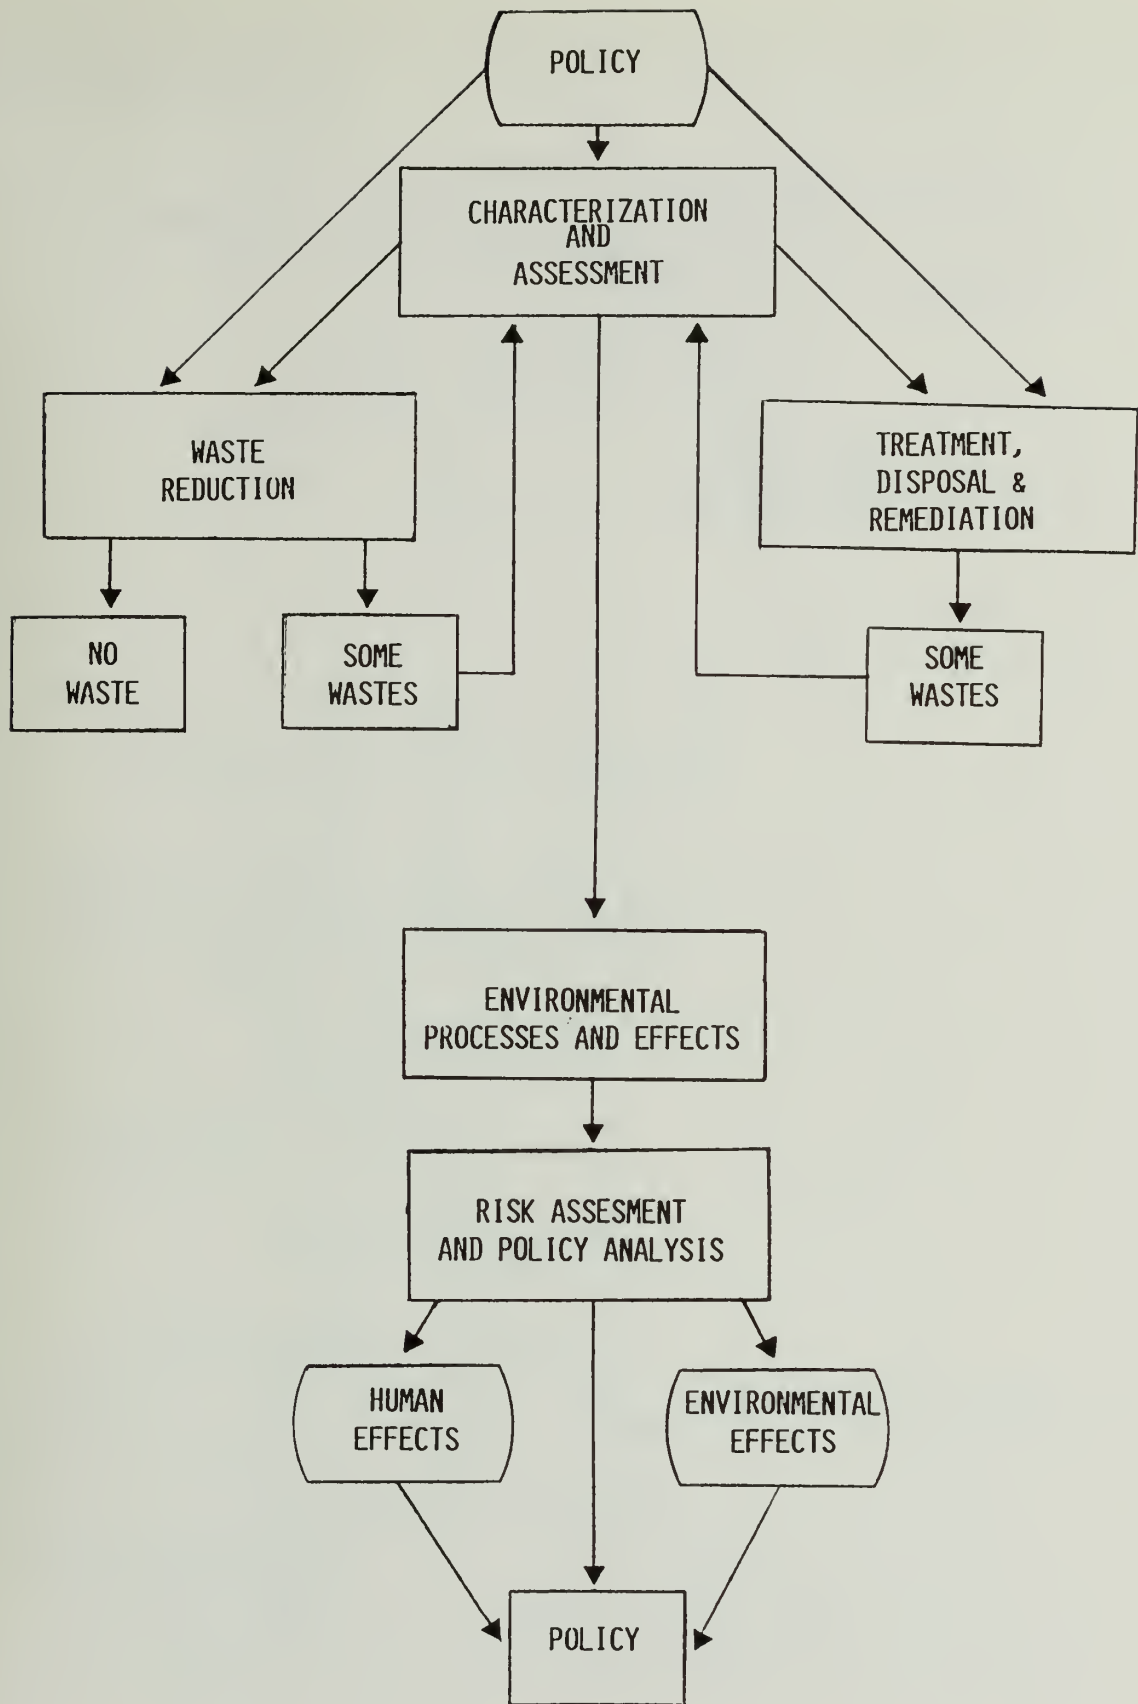 POLICY
CHARACTERIZATION
AND
ASSESSMENT
WASTE
REDUCTION
TREATMENT,
DISPOSAL &
REMEDIATION
NO
WASTE
SOME
WASTES
SOME
WASTES
ENVIRONMENTAL
PROCESSES AND EFFECTS
RISK ASSESMENT
AND POLICY ANALYSIS
HUMAN
EFFECTS
ENVIRONMENTAL
EFFECTS
POLICY